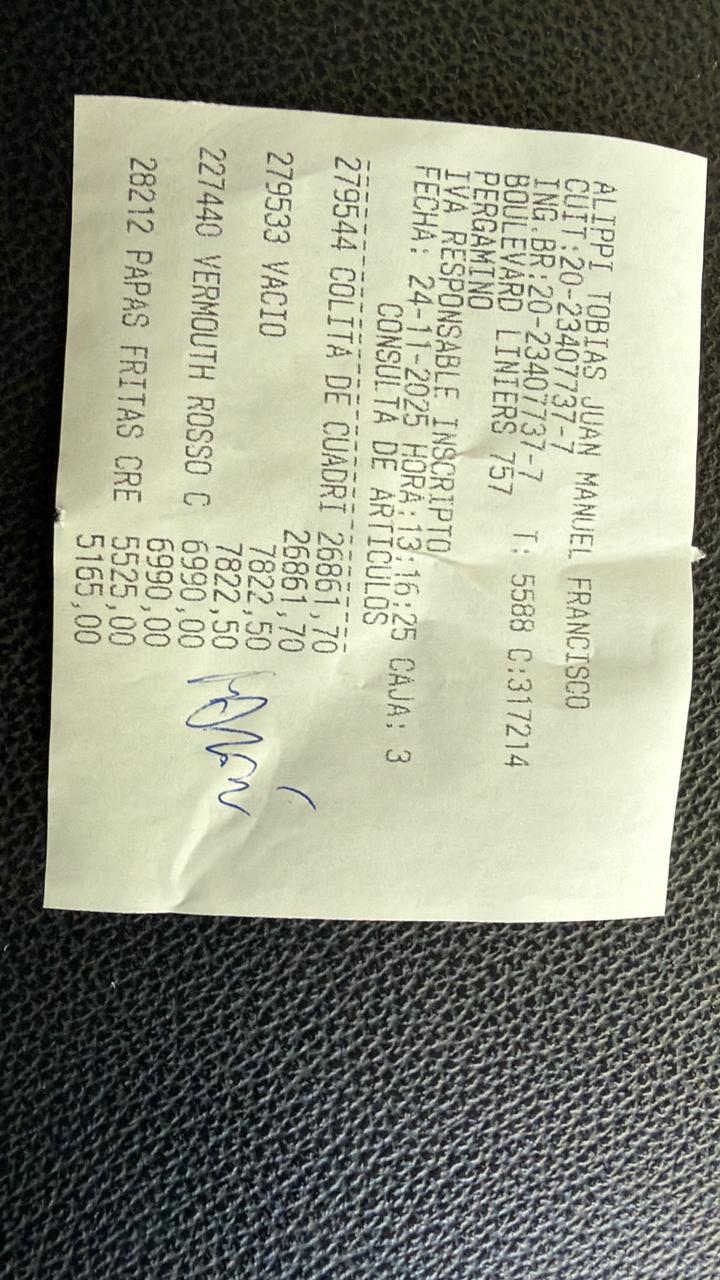 ALIPPI TOBIAS JUAN MANUEL FRANCISCO
CUIT:20-23407737-7
ING.BR:20-23407737-7 T: 5588 C:317214
BOULEVARD LINIERS 757
PERGAMINO
IVA RESPONSABLE INSCRIPTO
FECHA: 24-11-2025 HORA:13:16:25 CAJA: 3
CONSULTA DE ARTICULOS
279544 COLITA DE CUADRI 26861,70
26861,70
279533 VACIO 7822,50
7822,50
227440 VERMOUTH ROSSO C 6990,00
6990,00
28212 PAPAS FRITAS CRE 5525,00
5165,00